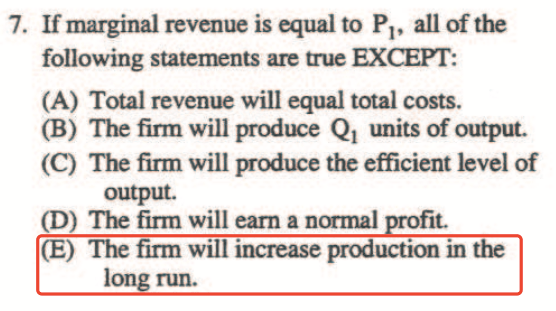 7. If marginal revenue is equal to P₁, all of the
following statements are true EXCEPT:
(A) Total revenue will equal total costs.
(B) The firm will produce Q₁ units of output.
(C) The firm will produce the efficient level of
output.
(D) The firm will earn a normal profit.
(E) The firm will increase production in the
long run.